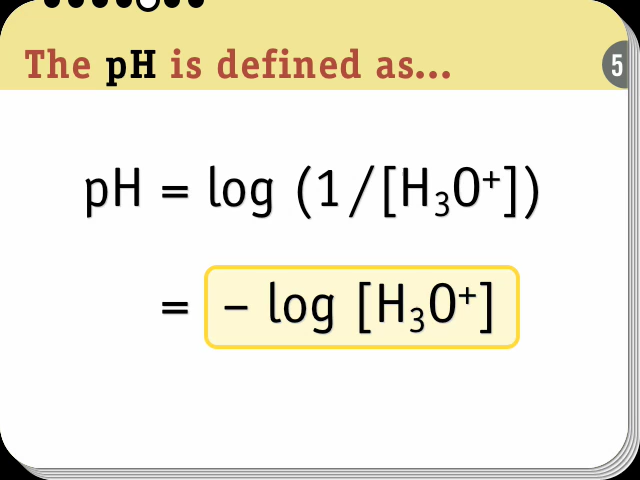 The pH is defined as...
5
pH = log (1/[H₃O⁺])
= – log [H₃O⁺]